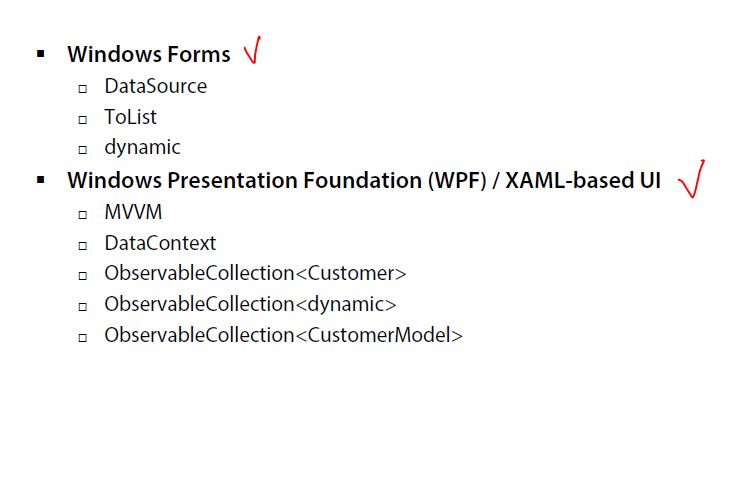 Windows Forms
DataSource
ToList
dynamic
Windows Presentation Foundation (WPF) / XAML-based UI
MVVM
DataContext
ObservableCollection<Customer>
ObservableCollection<dynamic>
ObservableCollection<CustomerModel>